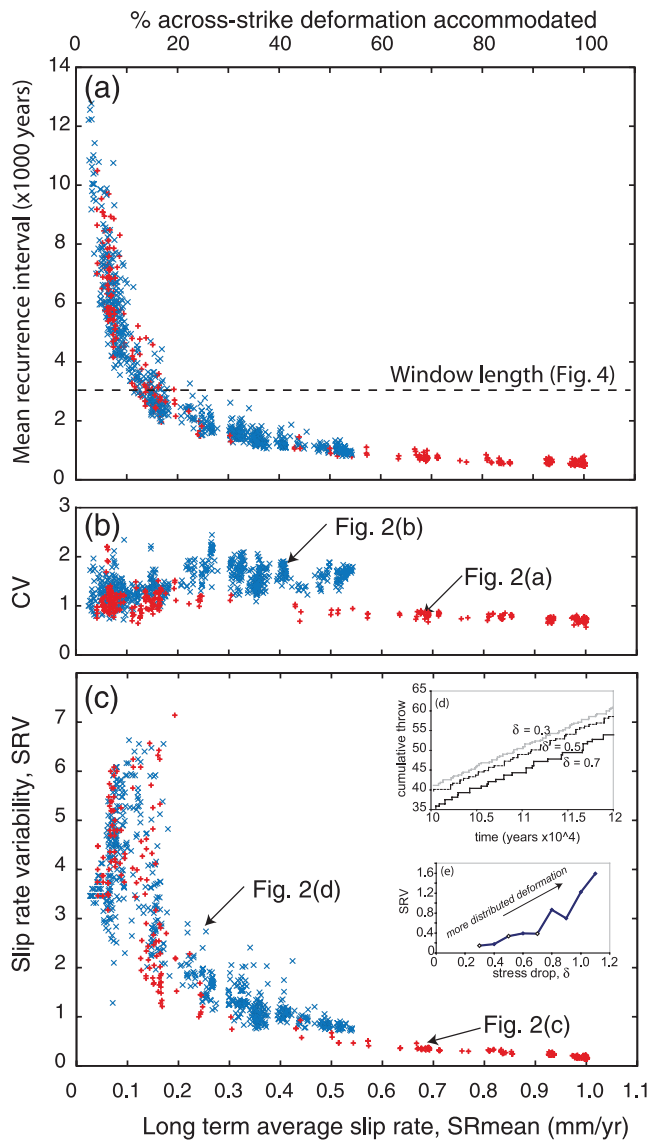 % across-strike deformation accommodated
0 20 40 60 80 100
(a)
Mean recurrence interval (x1000 years)
14
12
10
8
6
4
2
0
Window length (Fig. 4)
(b)
CV
3
2
1
0
Fig. 2(b)
Fig. 2(a)
(c)
Slip rate variability, SRV
7
6
5
4
3
2
1
0
Fig. 2(d)
Fig. 2(c)
(d)
cumulative throw
65
60
55
50
45
40
35
δ = 0.3
δ = 0.5
δ = 0.7
10 10.5 11 11.5 12
time (years x10^4)
(e)
SRV
1.6
1.2
0.8
0.4
0
more distributed deformation
0 0.2 0.4 0.6 0.8 1.0 1.2
stress drop, δ
0 0.1 0.2 0.3 0.4 0.5 0.6 0.7 0.8 0.9 1.0 1.1
Long term average slip rate, SRmean (mm/yr)